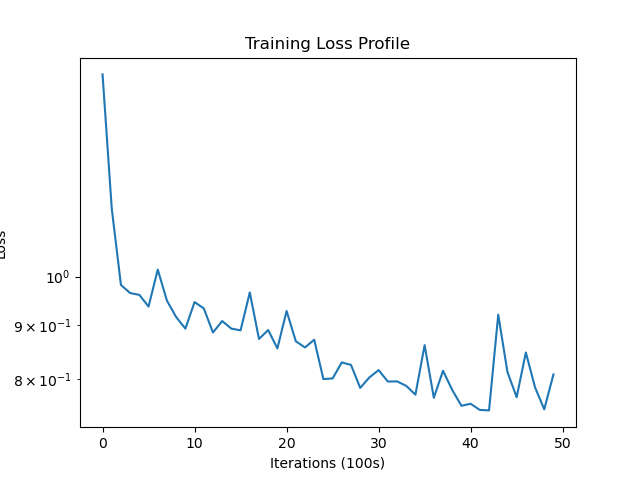 Training Loss Profile
Loss
10⁰
9 × 10⁻¹
8 × 10⁻¹
0 10 20 30 40 50
Iterations (100s)